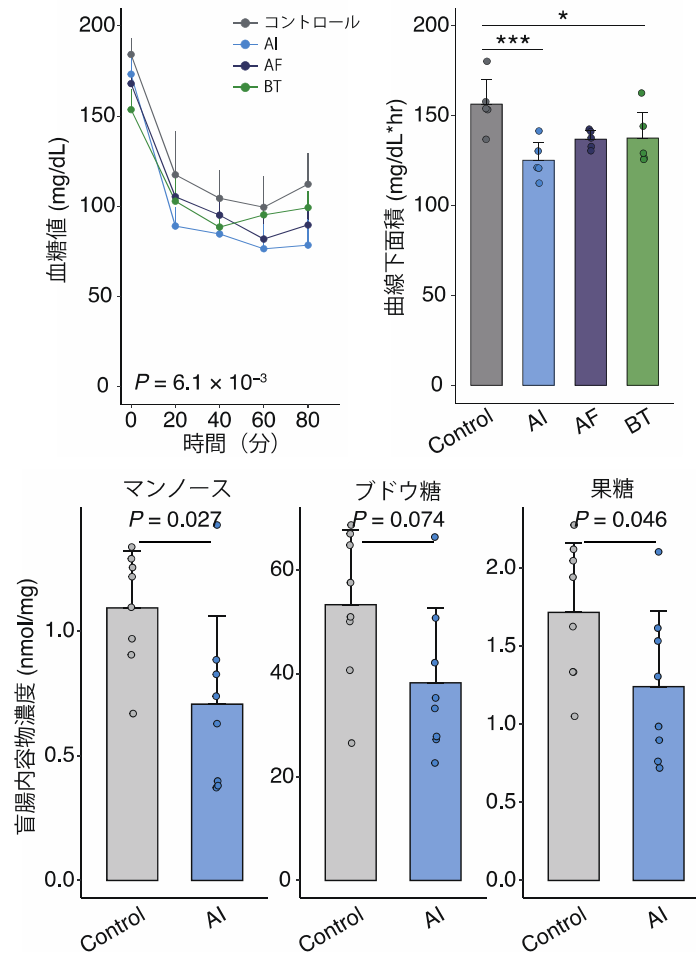 200
150
100
50
0
血糖値 (mg/dL)
コントロール
AI
AF
BT
P = 6.1 × 10⁻³
0 20 40 60 80
時間（分）
200
150
100
50
0
曲線下面積 (mg/dL*hr)
*
***
Control AI AF BT
盲腸内容物濃度 (nmol/mg)
マンノース
P = 0.027
1.0
0.5
0.0
Control AI
ブドウ糖
P = 0.074
60
40
20
0
Control AI
果糖
P = 0.046
2.0
1.5
1.0
0.5
0.0
Control AI